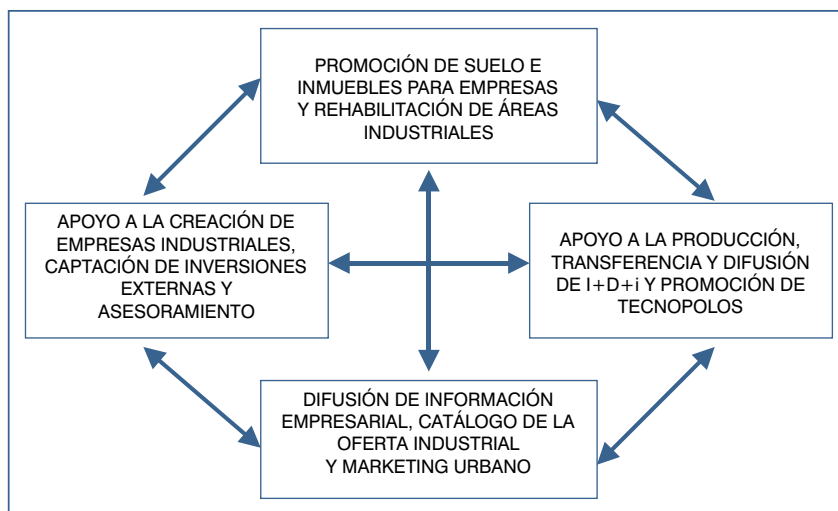 PROMOCIÓN DE SUELO E
INMUEBLES PARA EMPRESAS
Y REHABILITACIÓN DE ÁREAS
INDUSTRIALES
APOYO A LA CREACIÓN DE
EMPRESAS INDUSTRIALES,
CAPTACIÓN DE INVERSIONES
EXTERNAS Y
ASESORAMIENTO
APOYO A LA PRODUCCIÓN,
TRANSFERENCIA Y DIFUSIÓN
DE I+D+i Y PROMOCIÓN DE
TECNOPOLOS
DIFUSIÓN DE INFORMACIÓN
EMPRESARIAL, CATÁLOGO DE LA
OFERTA INDUSTRIAL
Y MARKETING URBANO